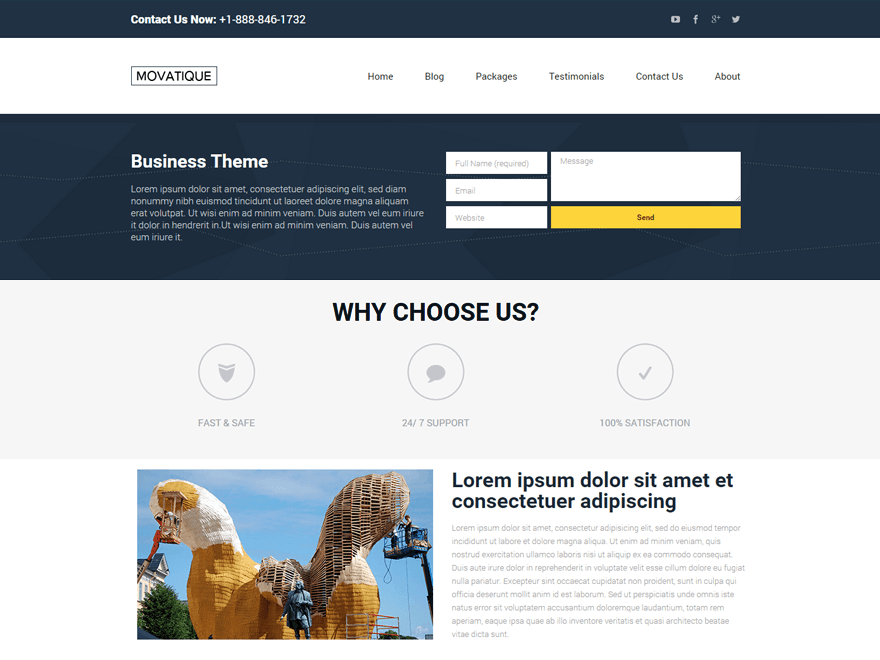 Contact Us Now: +1-888-846-1732
MOVATIQUE
Home Blog Packages Testimonials Contact Us About
Business Theme
Lorem ipsum dolor sit amet, consectetuer adipiscing elit, sed diam
nonummy nibh euismod tincidunt ut laoreet dolore magna aliquam
erat volutpat. Ut wisi enim ad minim veniam. Duis autem vel eum iriure
it dolor in hendrerit in.Ut wisi enim ad minim veniam. Duis autem vel
eum iriure it.
Full Name (required)
Email
Website
Message
Send
WHY CHOOSE US?
FAST & SAFE
24/ 7 SUPPORT
100% SATISFACTION
Lorem ipsum dolor sit amet et
consectetuer adipiscing
Lorem ipsum dolor sit amet, consectetur adipisicing elit, sed do eiusmod tempor
incididunt ut labore et dolore magna aliqua. Ut enim ad minim veniam, quis
nostrud exercitation ullamco laboris nisi ut aliquip ex ea commodo consequat.
Duis aute irure dolor in reprehenderit in voluptate velit esse cillum dolore eu fugiat
nulla pariatur. Excepteur sint occaecat cupidatat non proident, sunt in culpa qui
officia deserunt mollit anim id est laborum. Sed ut perspiciatis unde omnis iste
natus error sit voluptatem accusantium doloremque laudantium, totam rem
aperiam, eaque ipsa quae ab illo inventore veritatis et quasi architecto beatae
vitae dicta sunt.